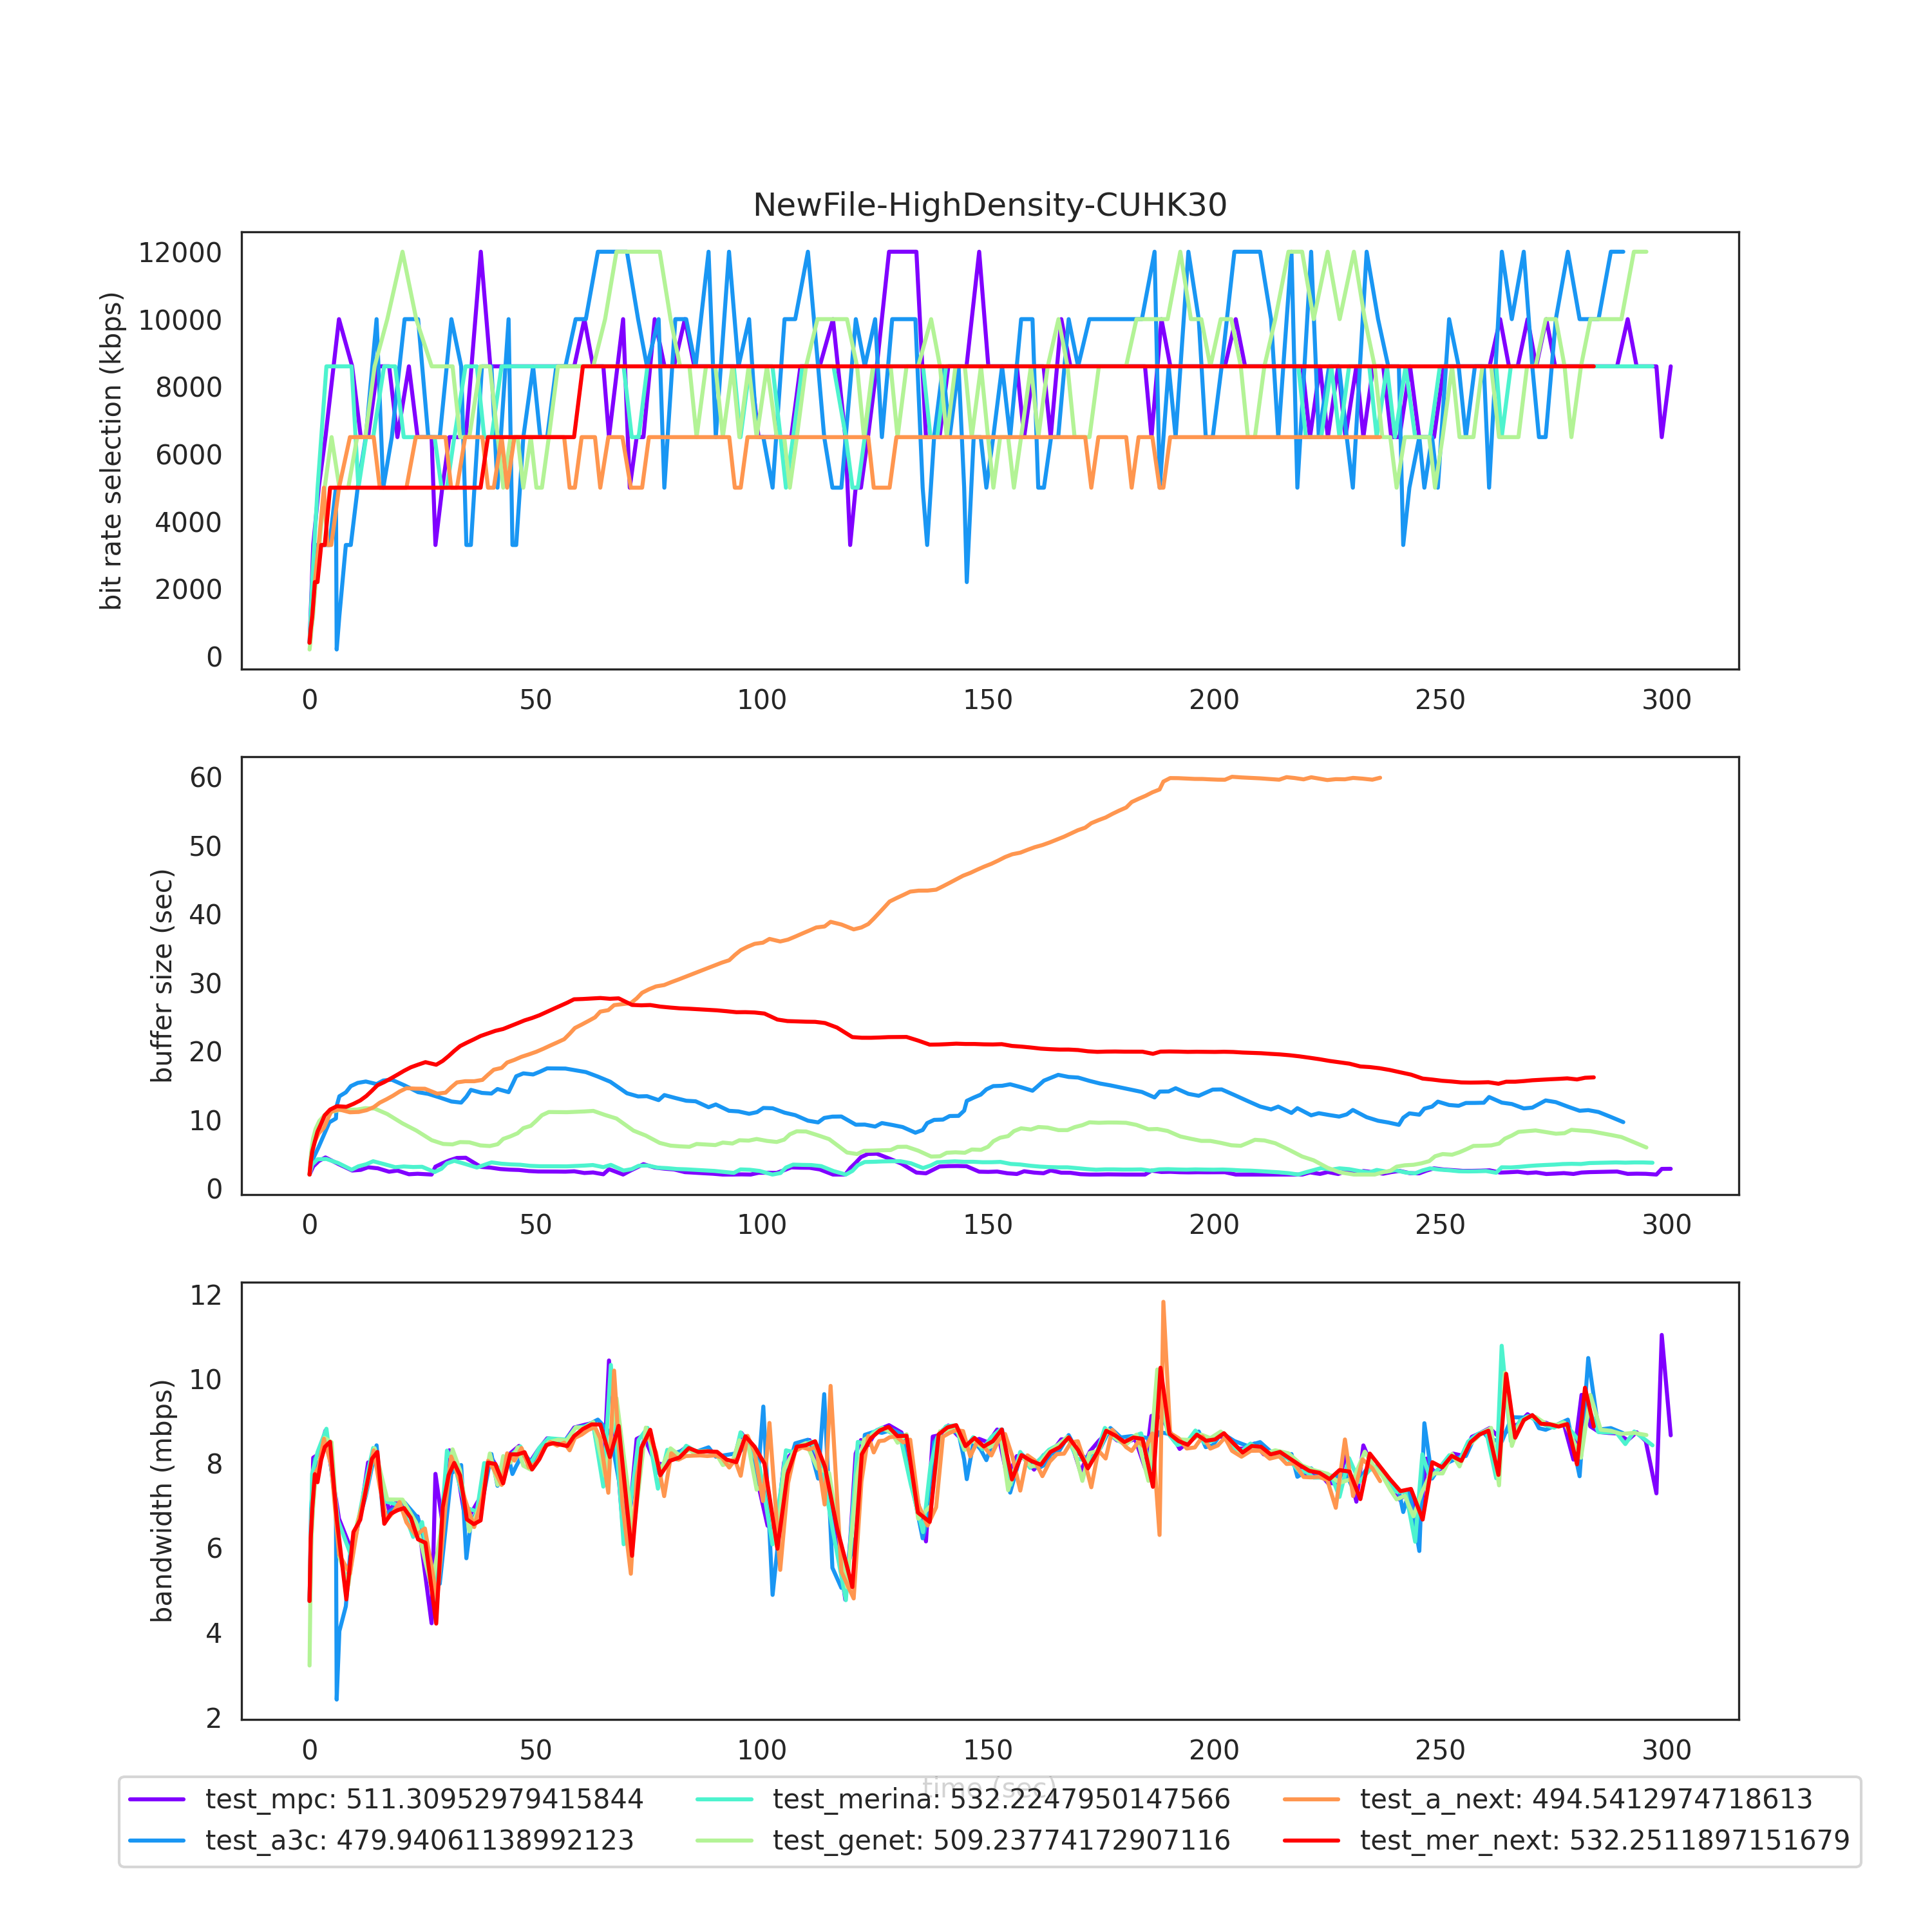 NewFile-HighDensity-CUHK30
bit rate selection (kbps)
12000
10000
8000
6000
4000
2000
0
0 50 100 150 200 250 300
buffer size (sec)
60
50
40
30
20
10
0
0 50 100 150 200 250 300
bandwidth (mbps)
12
10
8
6
4
2
0 50 100 150 200 250 300
time (sec)
test_mpc: 511.30952979415844 test_merina: 532.2247950147566 test_a_next: 494.5412974718613
test_a3c: 479.94061138992123 test_genet: 509.23774172907116 test_mer_next: 532.2511897151679